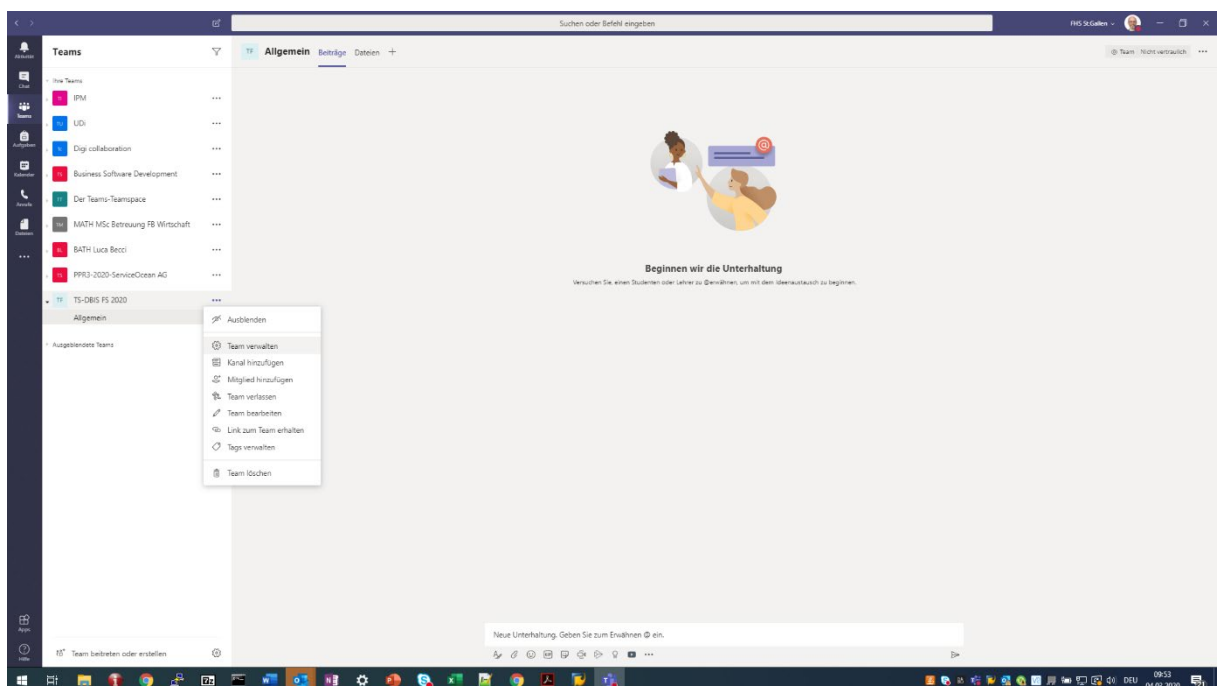 Suchen oder Befehl eingeben
FHS St.Gallen
Aktivität
Chat
Teams
Aufgaben
Kalender
Anrufe
Dateien
Apps
Hilfe
Teams
Ihre Teams
IPM
UDi
Digi collaboration
Business Software Development
Der Teams-Teamspace
MATH MSc Betreuung FB Wirtschaft
BATH Luca Becci
PPR3-2020-ServiceOcean AG
TF TS-DBIS FS 2020
Allgemein
Ausgeblendete Teams
Ausblenden
Team verwalten
Kanal hinzufügen
Mitglied hinzufügen
Team verlassen
Team bearbeiten
Link zum Team erhalten
Tags verwalten
Team löschen
Team beitreten oder erstellen
TF Allgemein Beiträge Dateien +
Team Nicht vertraulich
Beginnen wir die Unterhaltung
Versuchen Sie, einen Studenten oder Lehrer zu @erwähnen, um mit dem Ideenaustausch zu beginnen.
Neue Unterhaltung. Geben Sie zum Erwähnen @ ein.
DEU
09:53
04.03.2020